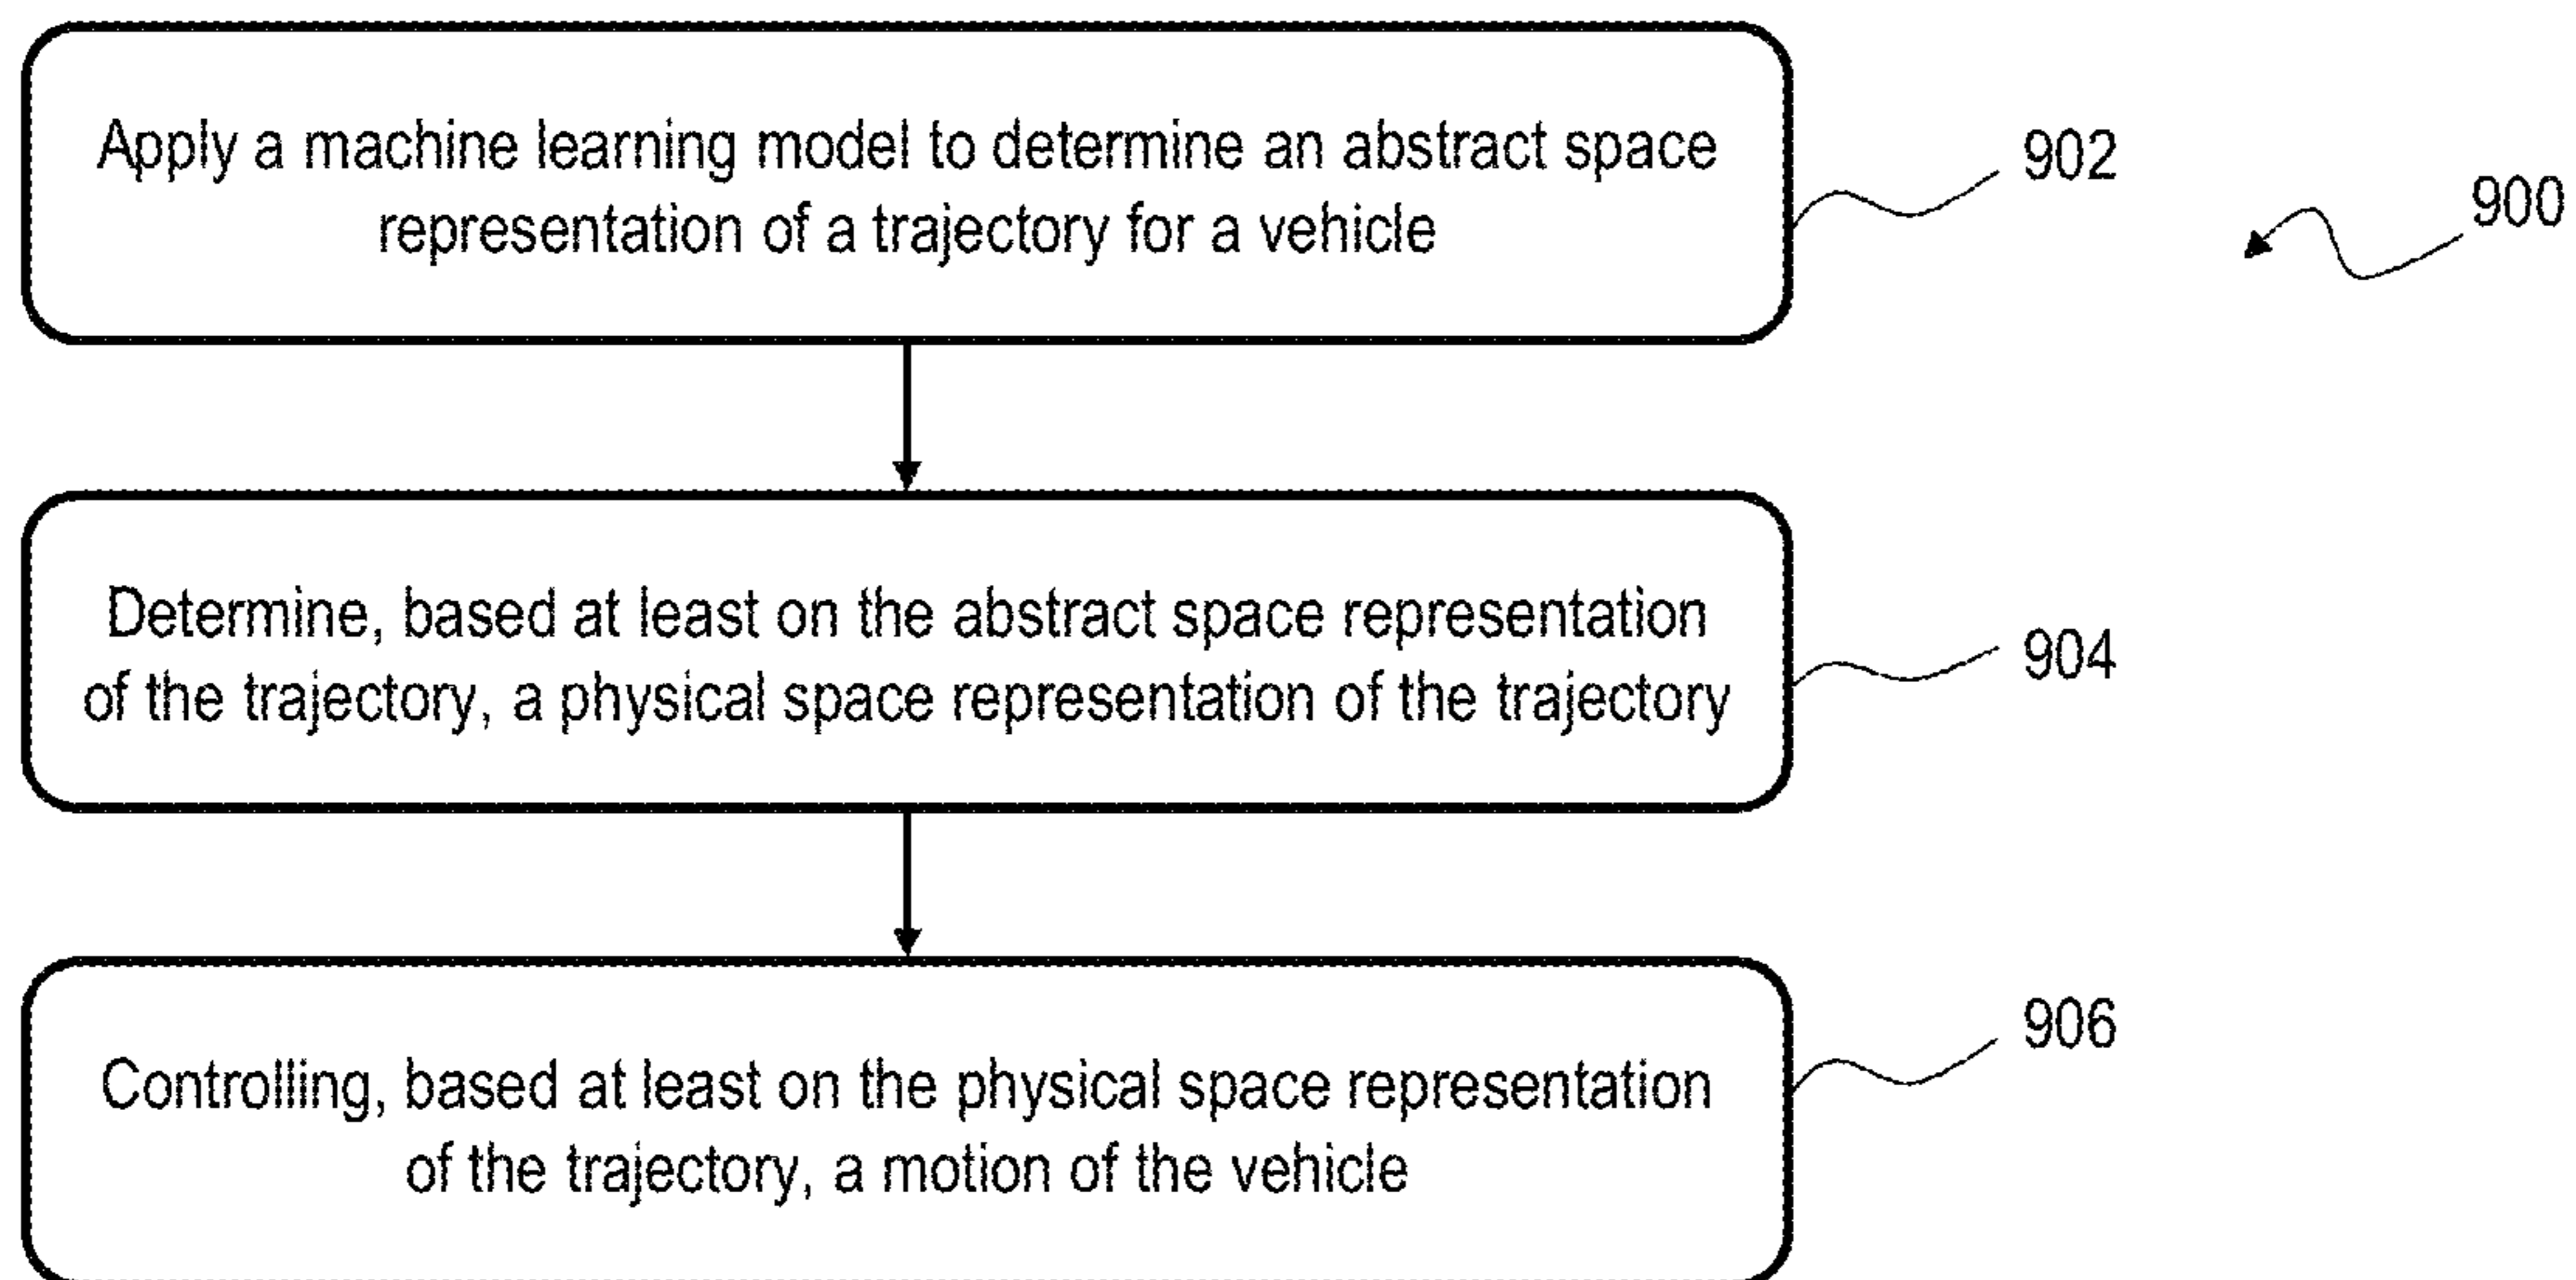 Apply a machine learning model to determine an abstract space
representation of a trajectory for a vehicle
902
900
Determine, based at least on the abstract space representation
of the trajectory, a physical space representation of the trajectory
904
Controlling, based at least on the physical space representation
of the trajectory, a motion of the vehicle
906